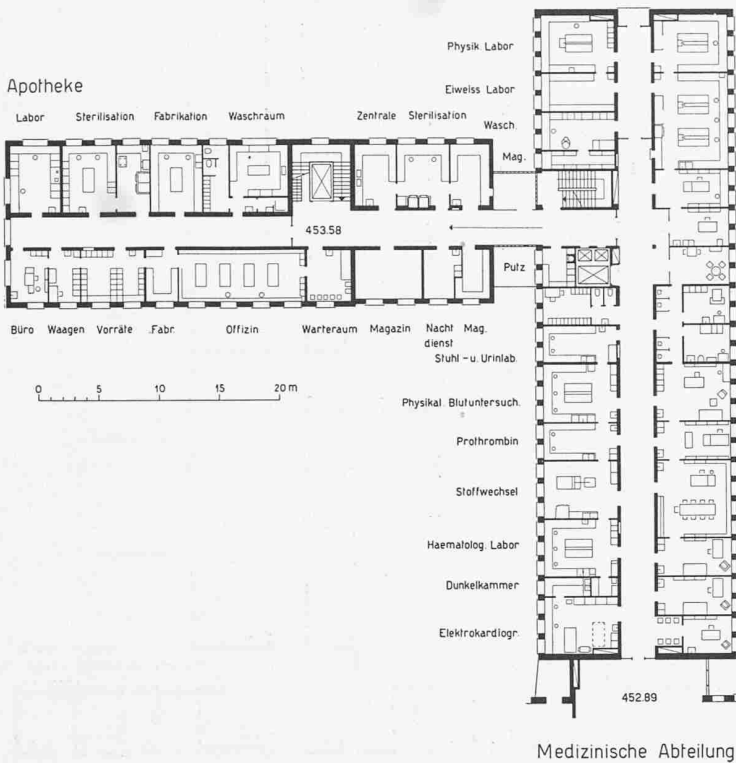 Physik. Labor
Apotheke
Eiweiss Labor
Labor Sterilisation Fabrikation Waschraum Zentrale Sterilisation
Wasch.
Mag.
453.58
Putz
Büro Waagen Vorräte Fabr. Offizin Warteraum Magazin Nacht Mag.
dienst
Stuhl - u. Urinlab.
0 5 10 15 20 m
Physikal. Blutuntersuch.
Prothrombin
Stoffwechsel
Haematolog. Labor
Dunkelkammer
Elektrokardiogr.
452.89
Medizinische Abteilung